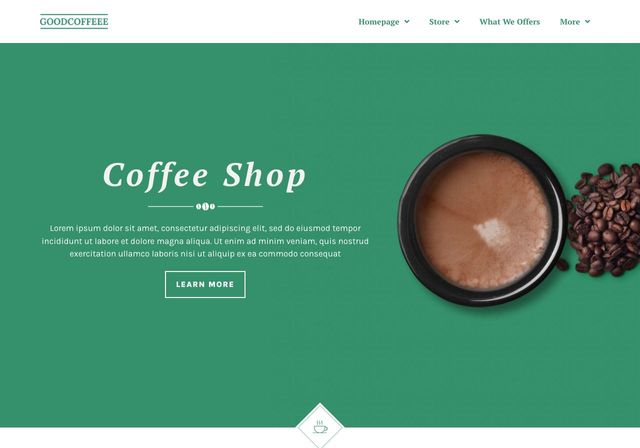 GOODCOFFEEE
Homepage
Store
What We Offers
More
Coffee Shop
Lorem ipsum dolor sit amet, consectetur adipiscing elit, sed do eiusmod tempor
incididunt ut labore et dolore magna aliqua. Ut enim ad minim veniam, quis nostrud
exercitation ullamco laboris nisi ut aliquip ex ea commodo consequat
LEARN MORE